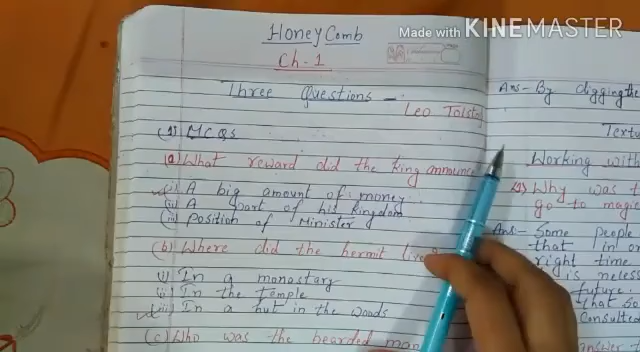 Made with KINEMASTER
Honey Comb
Ch-1
Three Questions -
Leo Tolstoy
(1) MCQs
(a) What reward did the king announce
(i) A big amount of money
(ii) A part of his kingdom
(iii) Position of Minister
(b) Where did the hermit live?
(i) In a monastary
(ii) In the Temple
(iii) In a hut in the woods
(c) Who was the bearded man
Ans- By digging the
Working with
Why was t
go to magic
Ans- Some people
that in or
right time
is neless
future.
that so
consulted
answer t